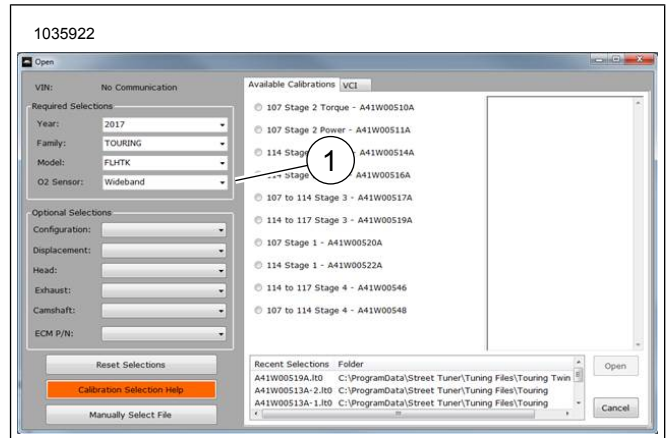 1035922
Open
VIN: No Communication
Required Selections
Year: 2017
Family: TOURING
Model: FLHTK
O2 Sensor: Wideband
Optional Selections
Configuration:
Displacement:
Head:
Exhaust:
Camshaft:
ECM P/N:
Reset Selections
Calibration Selection Help
Manually Select File
Available Calibrations VCI
107 Stage 2 Torque - A41W00510A
107 Stage 2 Power - A41W00511A
114 Stage - A41W00514A
Stage - A41W00516A
107 to 114 Stage 3 - A41W00517A
114 to 117 Stage 3 - A41W00519A
107 Stage 1 - A41W00520A
114 Stage 1 - A41W00522A
114 to 117 Stage 4 - A41W00546
107 to 114 Stage 4 - A41W00548
1
Recent Selections Folder
A41W00519A.lt0 C:\ProgramData\Street Tuner\Tuning Files\Touring Twin
A41W00513A-2.lt0 C:\ProgramData\Street Tuner\Tuning Files\Touring
A41W00513A-1.lt0 C:\ProgramData\Street Tuner\Tuning Files\Touring
Open
Cancel